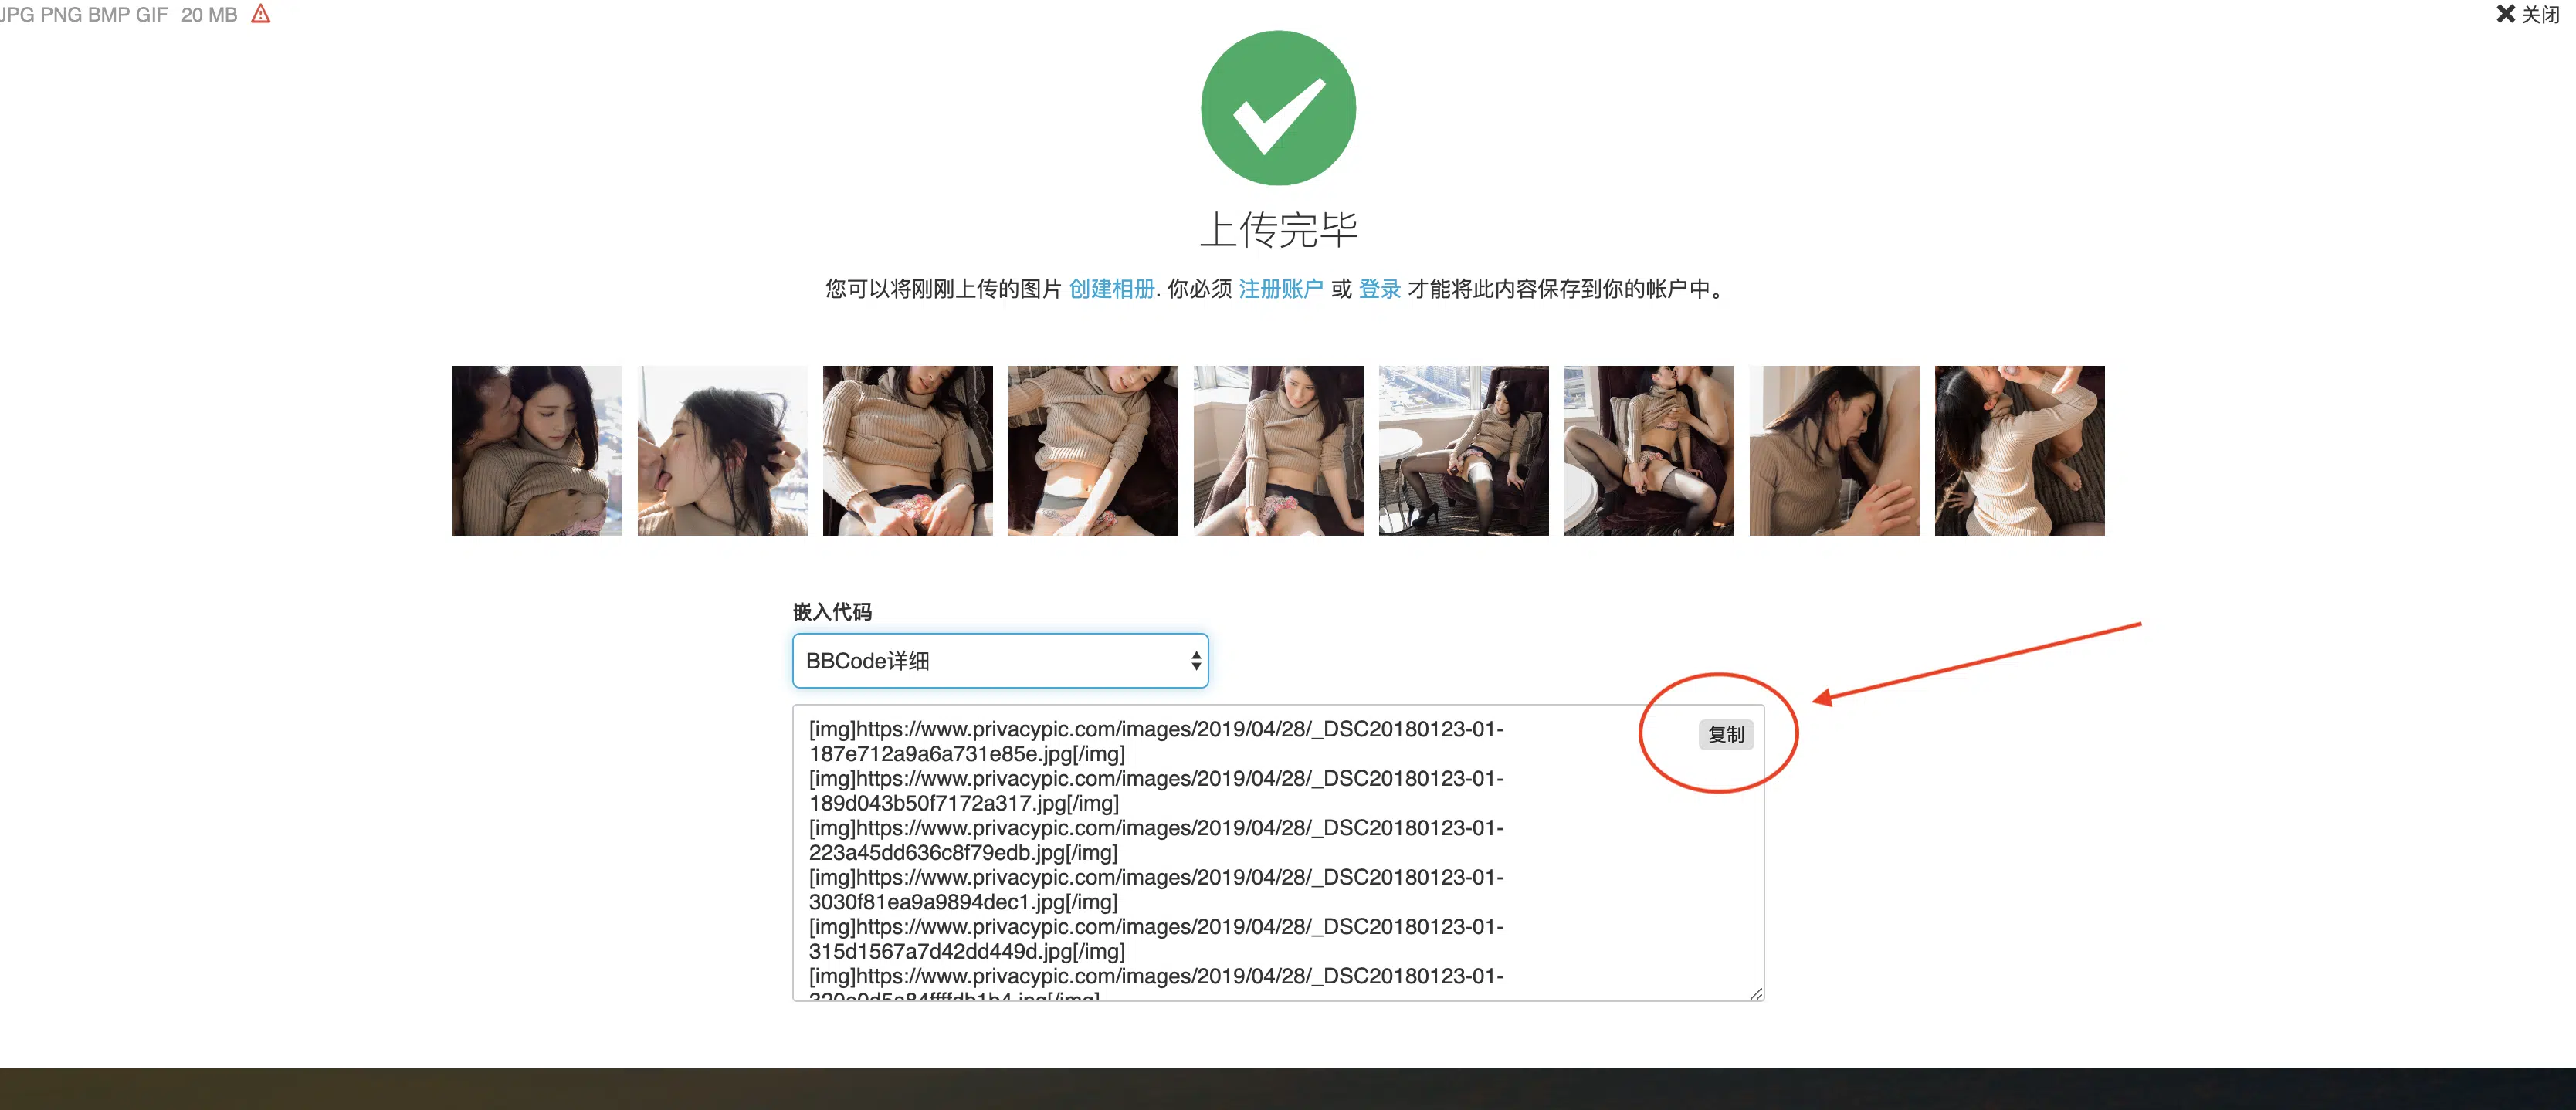 JPG PNG BMP GIF 20 MB
关闭
上传完毕
您可以将刚刚上传的图片 创建相册. 你必须 注册账户 或 登录 才能将此内容保存到你的帐户中。
嵌入代码
BBCode详细
复制
[img]https://www.privacypic.com/images/2019/04/28/_DSC20180123-01-
187e712a9a6a731e85e.jpg[/img]
[img]https://www.privacypic.com/images/2019/04/28/_DSC20180123-01-
189d043b50f7172a317.jpg[/img]
[img]https://www.privacypic.com/images/2019/04/28/_DSC20180123-01-
223a45dd636c8f79edb.jpg[/img]
[img]https://www.privacypic.com/images/2019/04/28/_DSC20180123-01-
3030f81ea9a9894dec1.jpg[/img]
[img]https://www.privacypic.com/images/2019/04/28/_DSC20180123-01-
315d1567a7d42dd449d.jpg[/img]
[img]https://www.privacypic.com/images/2019/04/28/_DSC20180123-01-